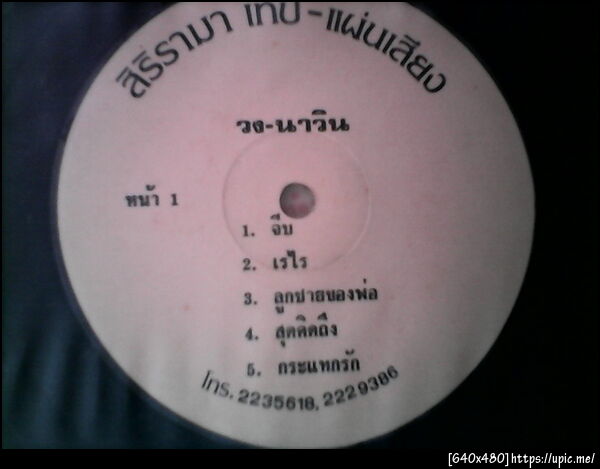 สิริรามา เทป-แผ่นเสียง
วง-นาวิน
หน้า 1
1. จีบ
2. เรไร
3. ลูกชายของพ่อ
4. สุดคิดถึง
5. กระแทกรัก
โทร. 2235618, 2229386
[640x480]https://upic.me/